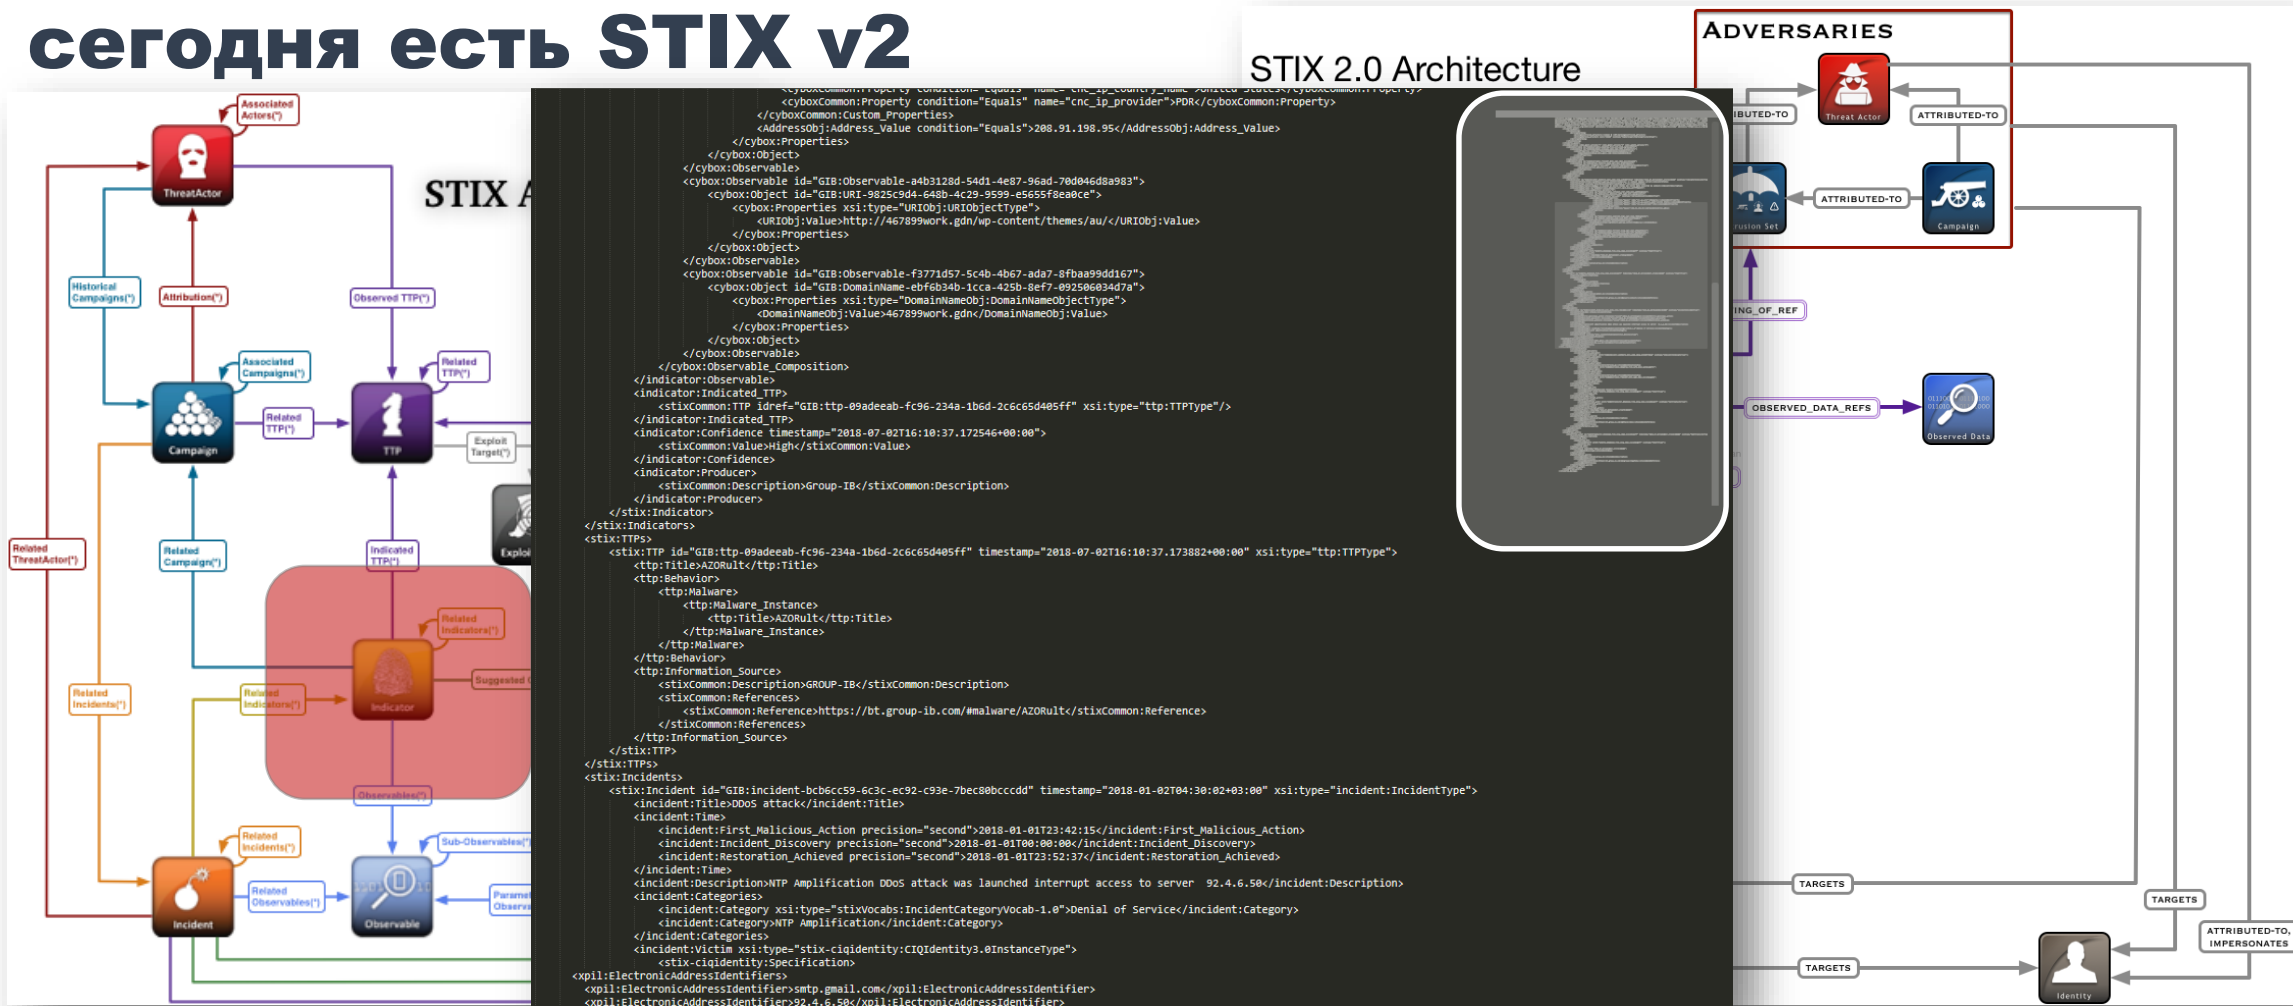 сегодня есть STIX v2
STIX 2.0 Architecture
ADVERSARIES
Threat Actor
ATTRIBUTED-TO
ATTRIBUTED-TO
Campaign
OBSERVED_DATA_REFS
Observed Data
TARGETS
TARGETS
ATTRIBUTED-TO,
IMPERSONATES
TARGETS
Identity
STIX
Associated
Actors(*)
ThreatActor
Historical
Campaigns(*)
Attribution(*)
Observed TTP(*)
Associated
Campaigns(*)
Related
TTP(*)
Campaign
Related
TTP(*)
TTP
Exploit
Target(*)
Related
ThreatActor(*)
Related
Campaign(*)
Indicated
TTP(*)
Related
Indicators(*)
Indicator
Suggested
Related
Incidents(*)
Related
Indicators(*)
Observables(*)
Related
Incidents(*)
Sub-Observables(*)
Incident
Related
Observables(*)
Observable
<cyboxCommon:Property condition="Equals" name="cnc_ip_country_name">United States</cyboxCommon:Property>
<cyboxCommon:Property condition="Equals" name="cnc_ip_provider">PDR</cyboxCommon:Property>
</cyboxCommon:Custom_Properties>
<AddressObj:Address_Value condition="Equals">208.91.198.95</AddressObj:Address_Value>
</cybox:Properties>
</cybox:Object>
</cybox:Observable>
<cybox:Observable id="GIB:Observable-a4b3128d-54d1-4e87-96ad-70d046d8a983">
<cybox:Object id="GIB:URI-9825c9d4-648b-4c29-9599-e5655f8ea0ce">
<cybox:Properties xsi:type="URIObj:URIObjectType">
<URIObj:Value>http://467899work.gdn/wp-content/themes/au/</URIObj:Value>
</cybox:Properties>
</cybox:Object>
</cybox:Observable>
<cybox:Observable id="GIB:Observable-f3771d57-5c4b-4b67-ada7-8fbaa99dd167">
<cybox:Object id="GIB:DomainName-ebf6b34b-1cca-425b-8ef7-092506034d7a">
<cybox:Properties xsi:type="DomainNameObj:DomainNameObjectType">
<DomainNameObj:Value>467899work.gdn</DomainNameObj:Value>
</cybox:Properties>
</cybox:Object>
</cybox:Observable>
</cybox:Observable_Composition>
</indicator:Observable>
<indicator:Indicated_TTP>
<stixCommon:TTP idref="GIB:ttp-09adeeab-fc96-234a-1b6d-2c6c65d405ff" xsi:type="ttp:TTPType"/>
</indicator:Indicated_TTP>
<indicator:Confidence timestamp="2018-07-02T16:10:37.172546+00:00">
<stixCommon:Value>High</stixCommon:Value>
</indicator:Confidence>
<indicator:Producer>
<stixCommon:Description>Group-IB</stixCommon:Description>
</indicator:Producer>
</stix:Indicator>
</stix:Indicators>
<stix:TTPs>
<stix:TTP id="GIB:ttp-09adeeab-fc96-234a-1b6d-2c6c65d405ff" timestamp="2018-07-02T16:10:37.173882+00:00" xsi:type="ttp:TTPType">
<ttp:Title>AZORult</ttp:Title>
<ttp:Behavior>
<ttp:Malware>
<ttp:Malware_Instance>
<ttp:Title>AZORult</ttp:Title>
</ttp:Malware_Instance>
</ttp:Malware>
</ttp:Behavior>
<ttp:Information_Source>
<stixCommon:Description>GROUP-IB</stixCommon:Description>
<stixCommon:References>
<stixCommon:Reference>https://bt.group-ib.com/#malware/AZORult</stixCommon:Reference>
</stixCommon:References>
</ttp:Information_Source>
</stix:TTP>
</stix:TTPs>
<stix:Incidents>
<stix:Incident id="GIB:incident-bcb6cc59-6c3c-ec92-c93e-7bec80bcccdd" timestamp="2018-01-02T04:30:02+03:00" xsi:type="incident:IncidentType">
<incident:Title>DDoS attack</incident:Title>
<incident:Time>
<incident:First_Malicious_Action precision="second">2018-01-01T23:42:15</incident:First_Malicious_Action>
<incident:Incident_Discovery precision="second">2018-01-01T00:00:00</incident:Incident_Discovery>
<incident:Restoration_Achieved precision="second">2018-01-01T23:52:37</incident:Restoration_Achieved>
</incident:Time>
<incident:Description>NTP Amplification DDoS attack was launched interrupt access to server  92.4.6.50</incident:Description>
<incident:Categories>
<incident:Category xsi:type="stixVocabs:IncidentCategoryVocab-1.0">Denial of Service</incident:Category>
<incident:Category>NTP Amplification</incident:Category>
</incident:Categories>
<incident:Victim xsi:type="stix-ciqidentity:CIQIdentity3.0InstanceType">
<stix-ciqidentity:Specification>
<xpil:ElectronicAddressIdentifiers>
<xpil:ElectronicAddressIdentifier>smtp.gmail.com</xpil:ElectronicAddressIdentifier>
<xpil:ElectronicAddressIdentifier>92.4.6.50</xpil:ElectronicAddressIdentifier>